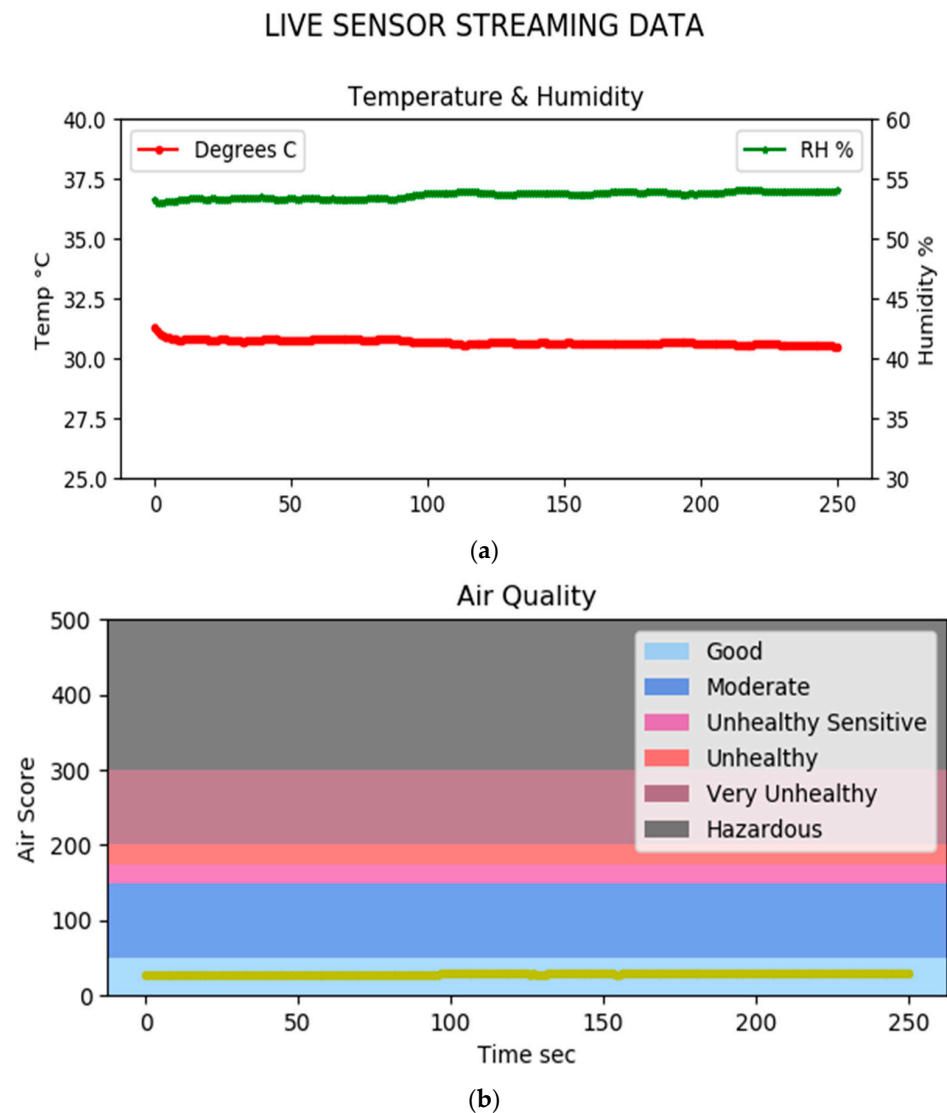 LIVE SENSOR STREAMING DATA
Temperature & Humidity
40.0
37.5
35.0
32.5
30.0
27.5
25.0
Temp °C
Degrees C
RH %
60
55
50
45
40
35
30
Humidity %
0 50 100 150 200 250
(a)
Air Quality
500
400
300
200
100
0
Air Score
Good
Moderate
Unhealthy Sensitive
Unhealthy
Very Unhealthy
Hazardous
0 50 100 150 200 250
Time sec
(b)